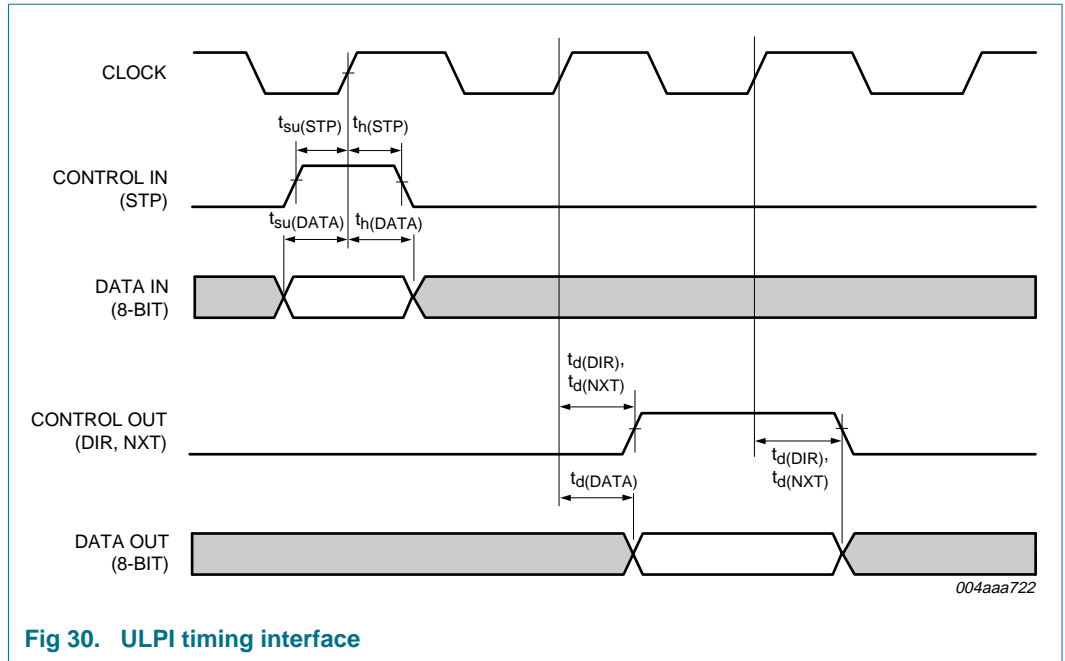 CLOCK
tsu(STP) th(STP)
CONTROL IN
(STP)
tsu(DATA) th(DATA)
DATA IN
(8-BIT)
td(DIR),
td(NXT)
CONTROL OUT
(DIR, NXT)
td(DIR),
td(NXT)
td(DATA)
DATA OUT
(8-BIT)
004aaa722
Fig 30. ULPI timing interface